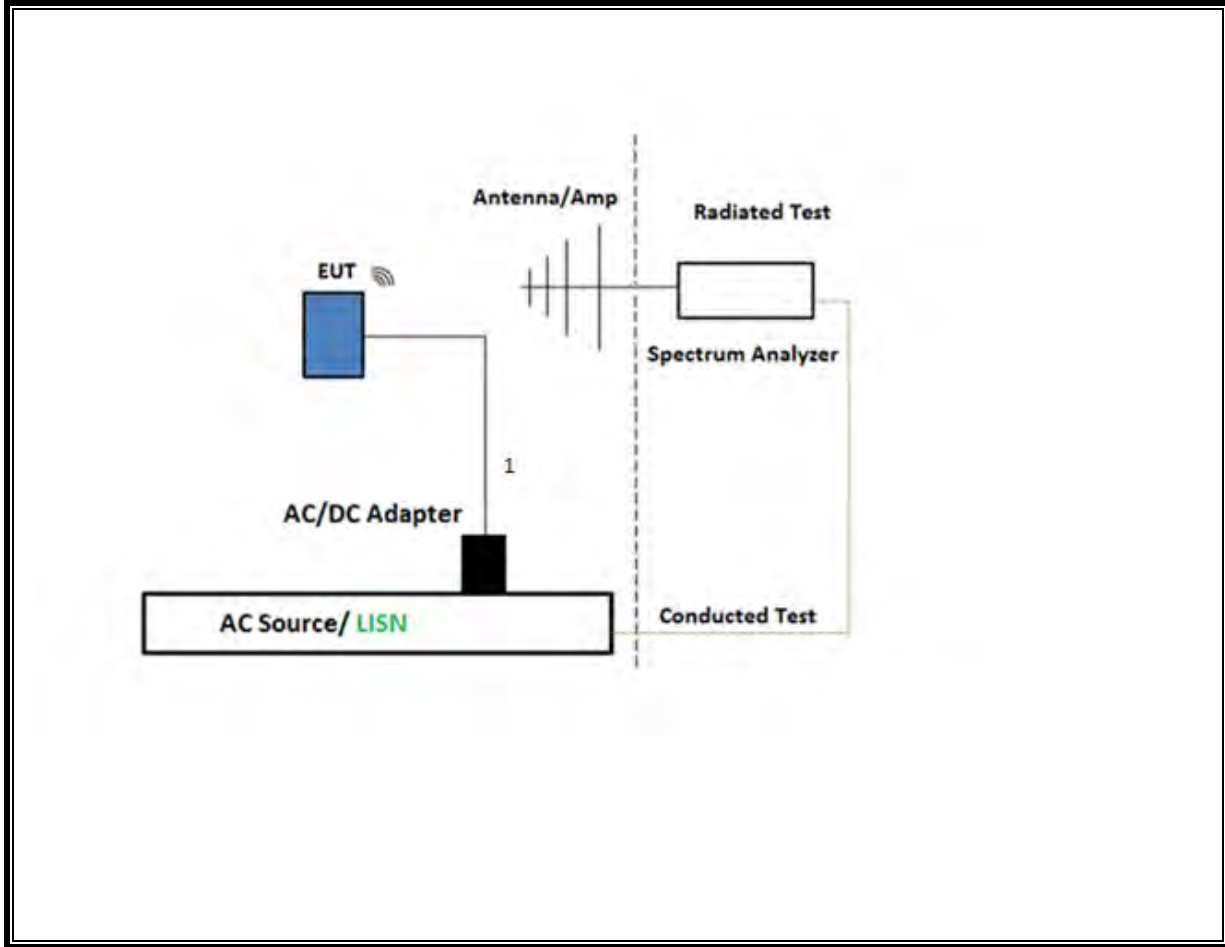 Antenna/Amp
Radiated Test
EUT
Spectrum Analyzer
1
AC/DC Adapter
AC Source/ LISN
Conducted Test